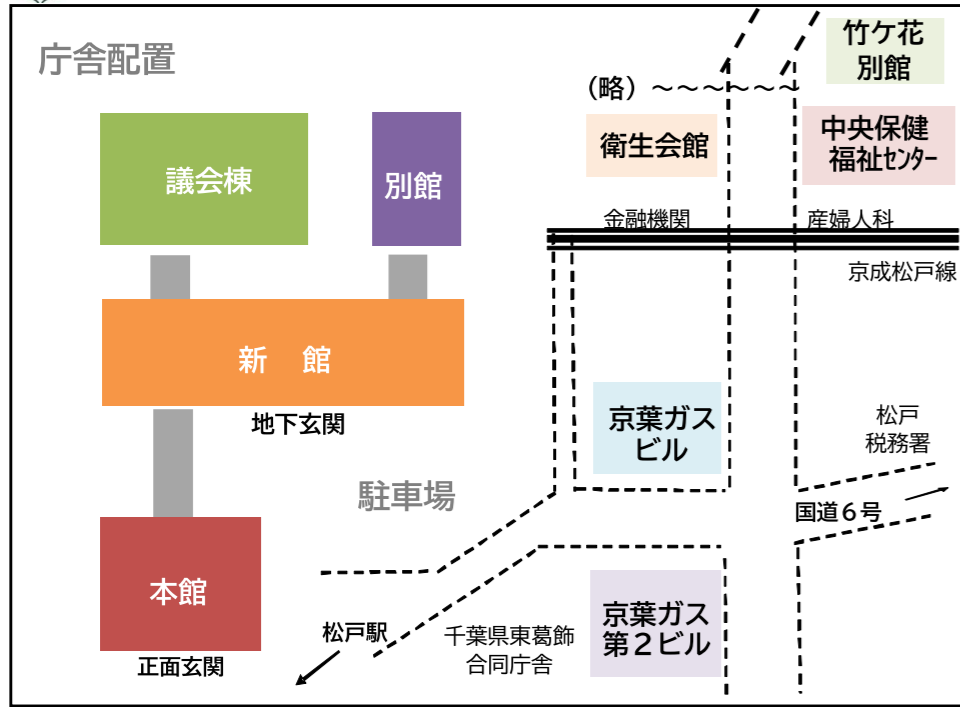 庁舎配置
竹ケ花
別館
(略)～～～～～～
衛生会館
中央保健
福祉ｾﾝﾀｰ
議会棟
別館
金融機関
産婦人科
京成松戸線
新　館
地下玄関
京葉ガス
ビル
松戸
税務署
駐車場
国道６号
本館
正面玄関
松戸駅
千葉県東葛飾
合同庁舎
京葉ガス
第２ビル